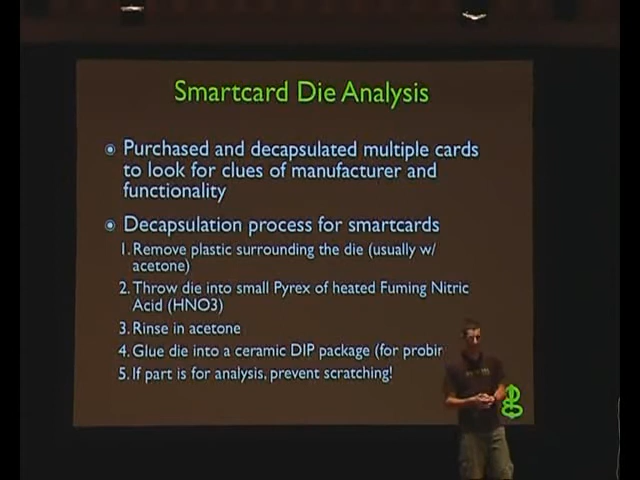 Smartcard Die Analysis
Purchased and decapsulated multiple cards
to look for clues of manufacturer and
functionality
Decapsulation process for smartcards
1. Remove plastic surrounding the die (usually w/
acetone)
2. Throw die into small Pyrex of heated Fuming Nitric
Acid (HNO3)
3. Rinse in acetone
4. Glue die into a ceramic DIP package (for probin
5. If part is for analysis, prevent scratching!